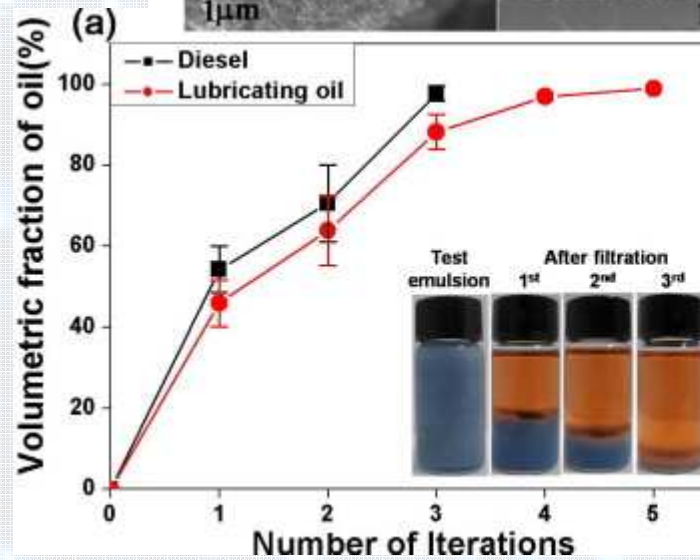 1µm
(a)
Volumetric fraction of oil(%)
Diesel
Lubricating oil
100
80
60
40
20
0
Test
emulsion
After filtration
1st
2nd
3rd
0
1
2
3
4
5
Number of Iterations